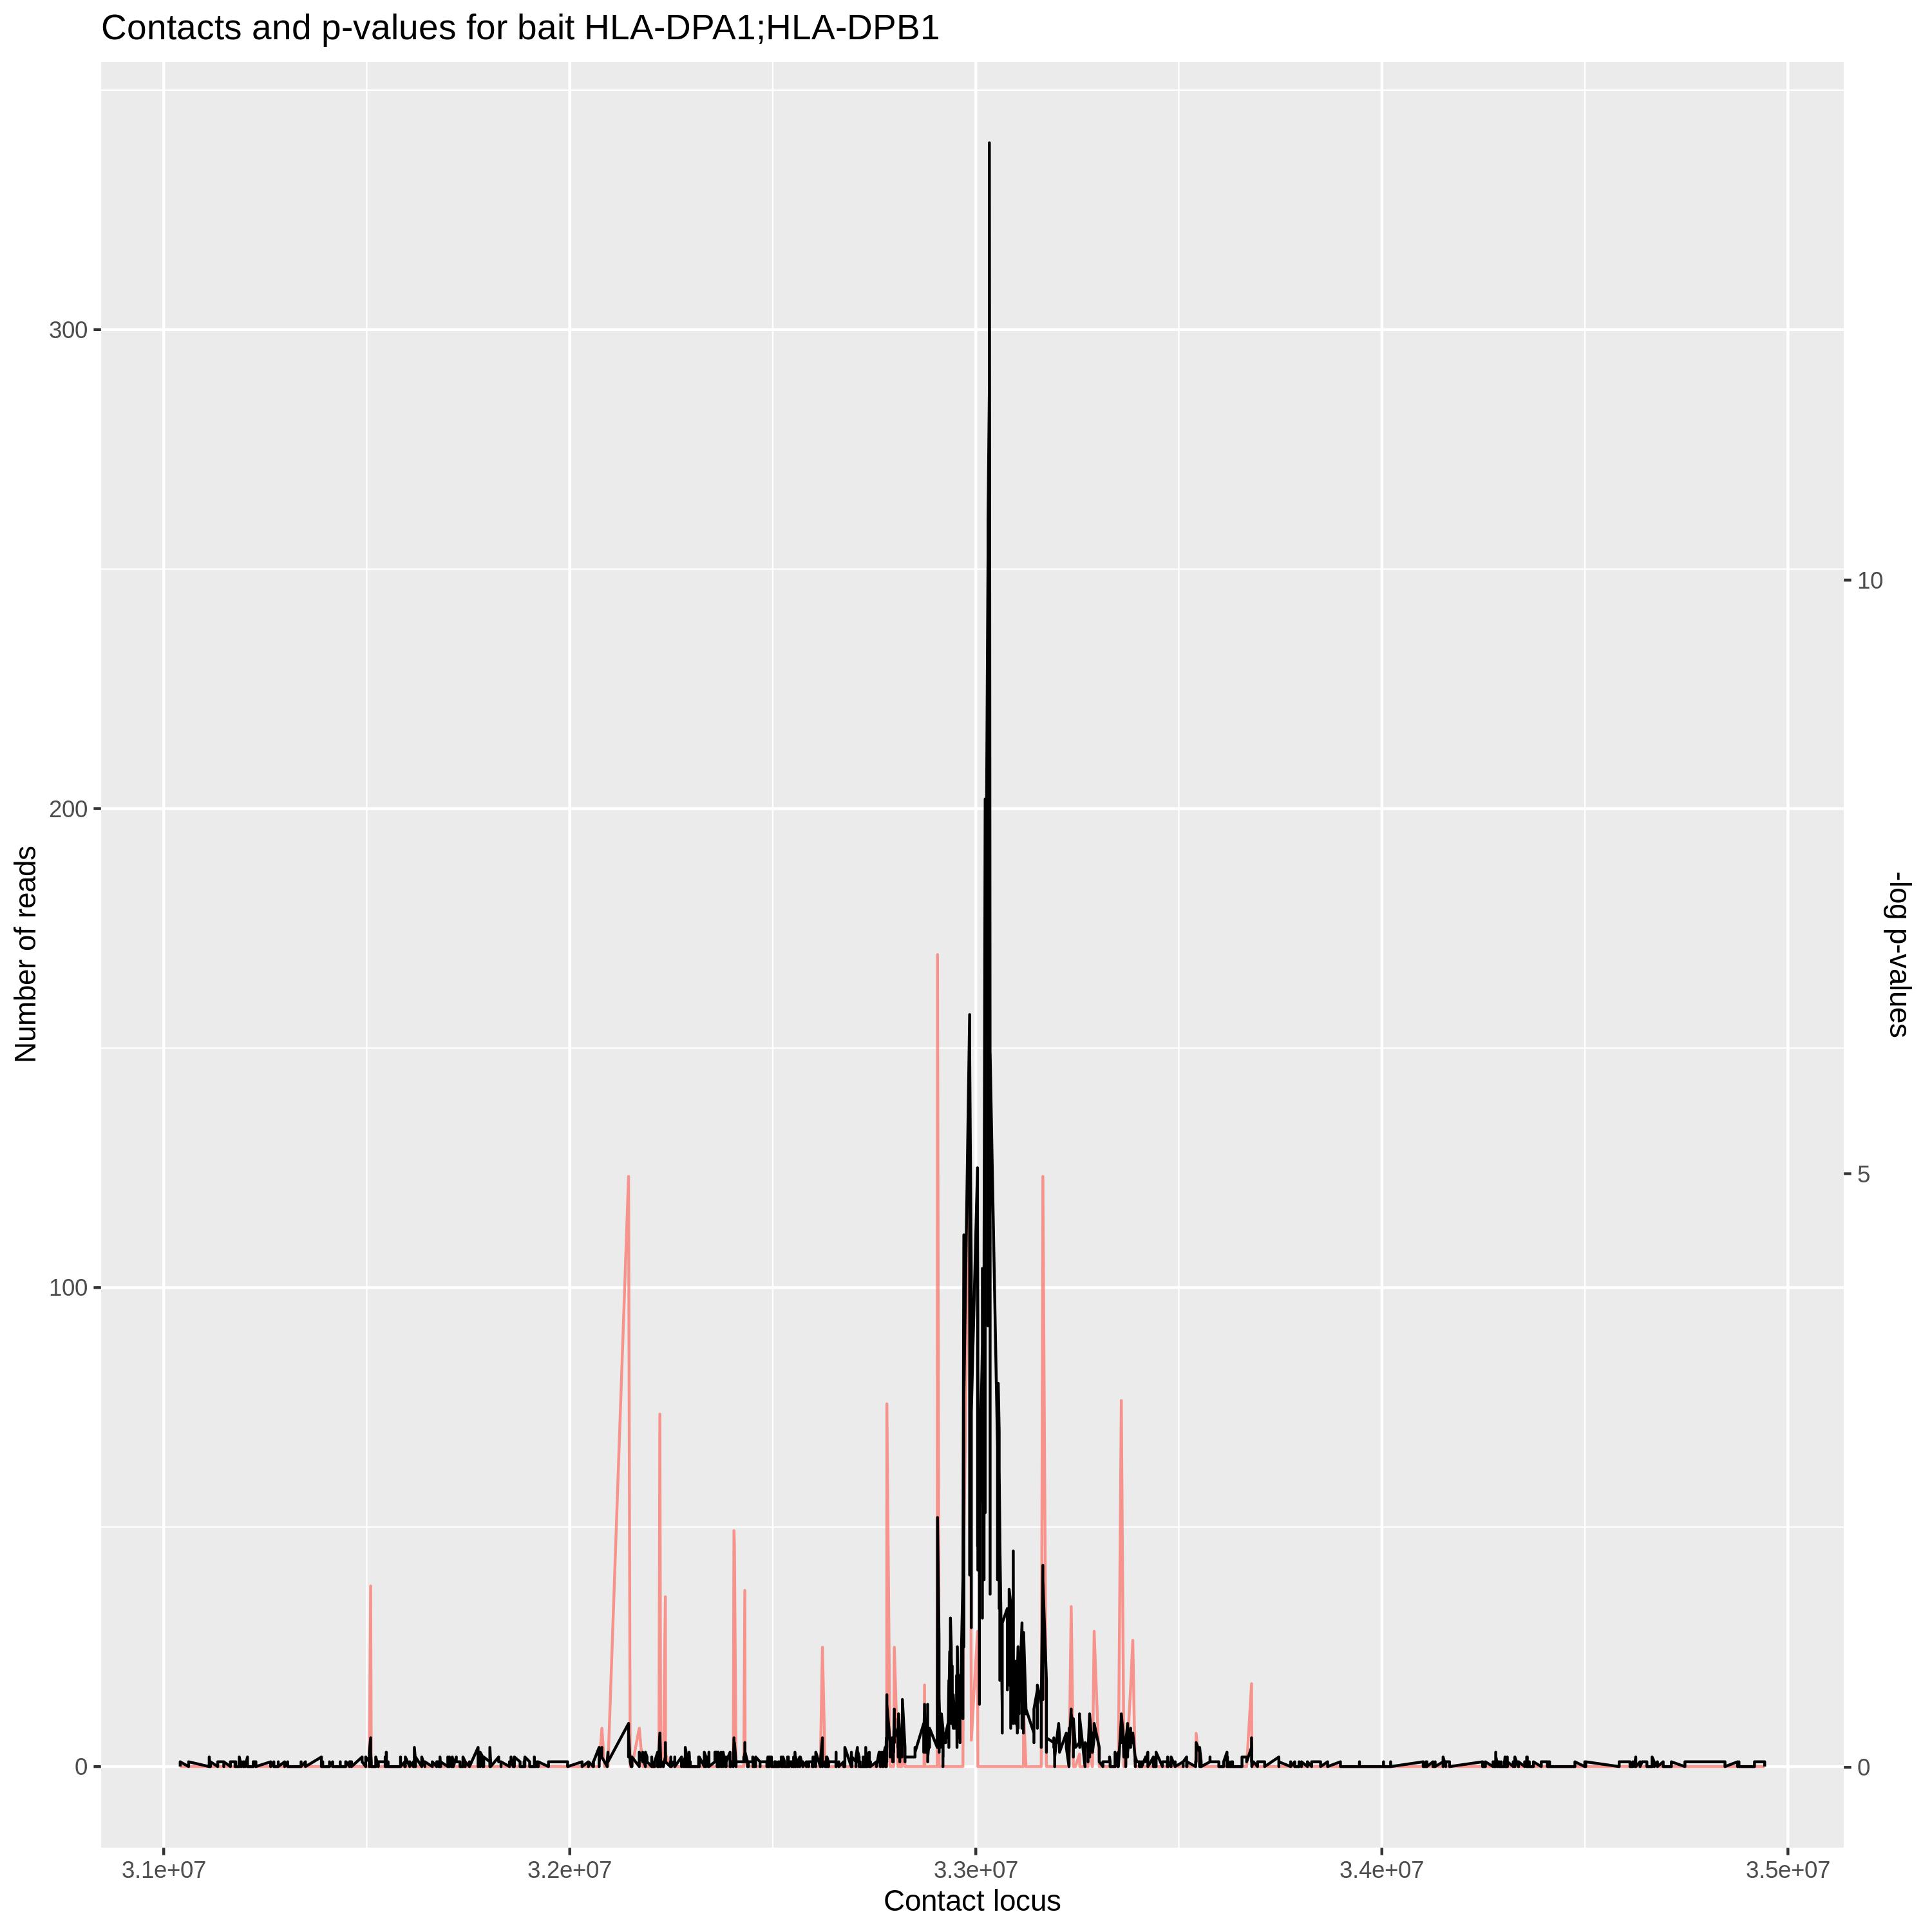 Contacts and p-values for bait HLA-DPA1;HLA-DPB1
300
200
100
0
Number of reads
10
5
0
-log p-values
3.1e+07
3.2e+07
3.3e+07
3.4e+07
3.5e+07
Contact locus